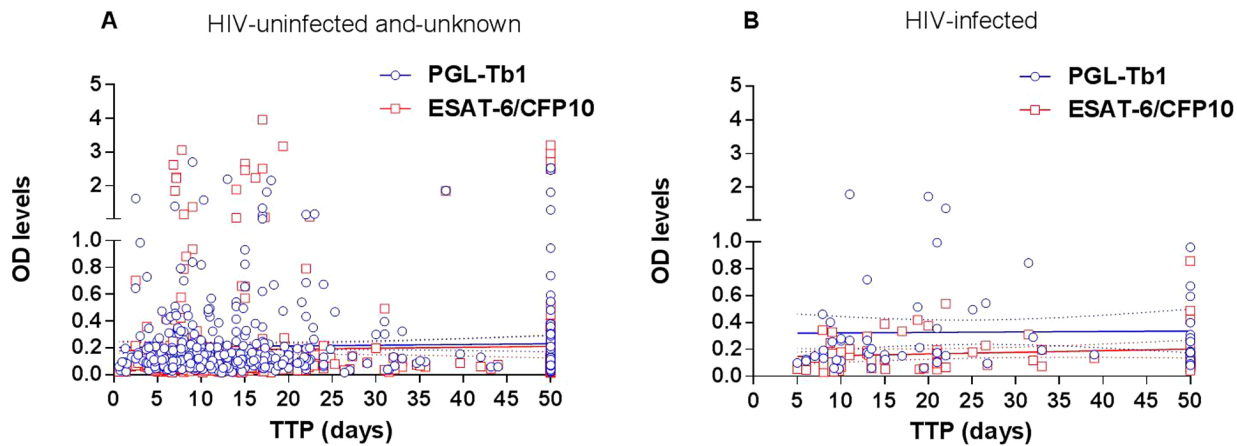 A
HIV-uninfected and-unknown
PGL-Tb1
ESAT-6/CFP10
OD levels
5
4
3
2
1.0
0.8
0.6
0.4
0.2
0.0
0 5 10 15 20 25 30 35 40 45 50
TTP (days)
B
HIV-infected
PGL-Tb1
ESAT-6/CFP10
OD levels
5
4
3
2
1.0
0.8
0.6
0.4
0.2
0.0
0 5 10 15 20 25 30 35 40 45 50
TTP (days)